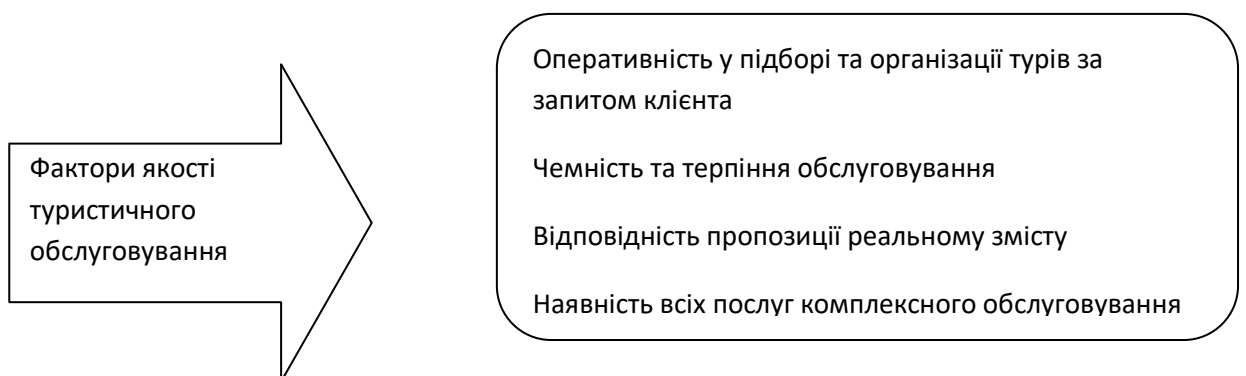 Фактори якості
туристичного
обслуговування
Оперативність у підборі та організації турів за
запитом клієнта
Чемність та терпіння обслуговування
Відповідність пропозиції реальному змісту
Наявність всіх послуг комплексного обслуговування